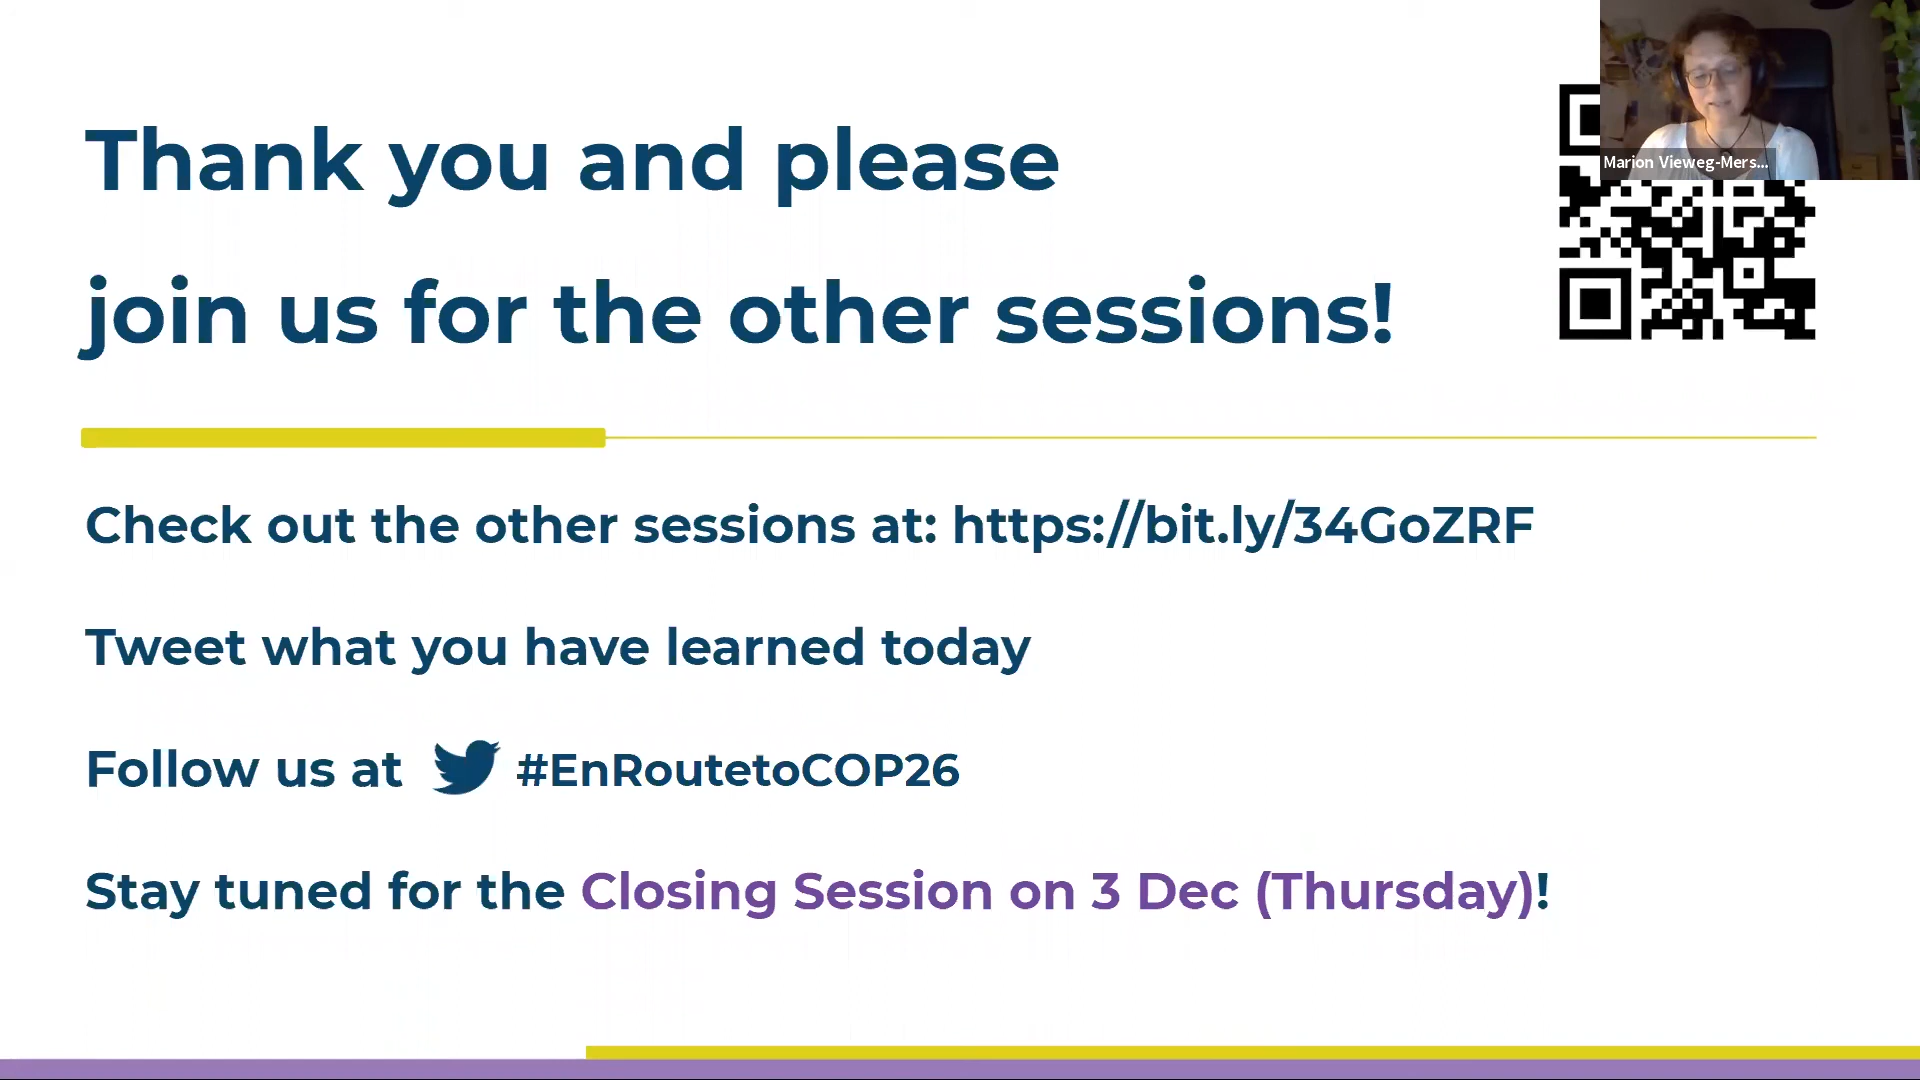 Thank you and please
join us for the other sessions!
Marion Vieweg-Mers...
Check out the other sessions at: https://bit.ly/34GoZRF
Tweet what you have learned today
Follow us at #EnRoutetoCOP26
Stay tuned for the Closing Session on 3 Dec (Thursday)!